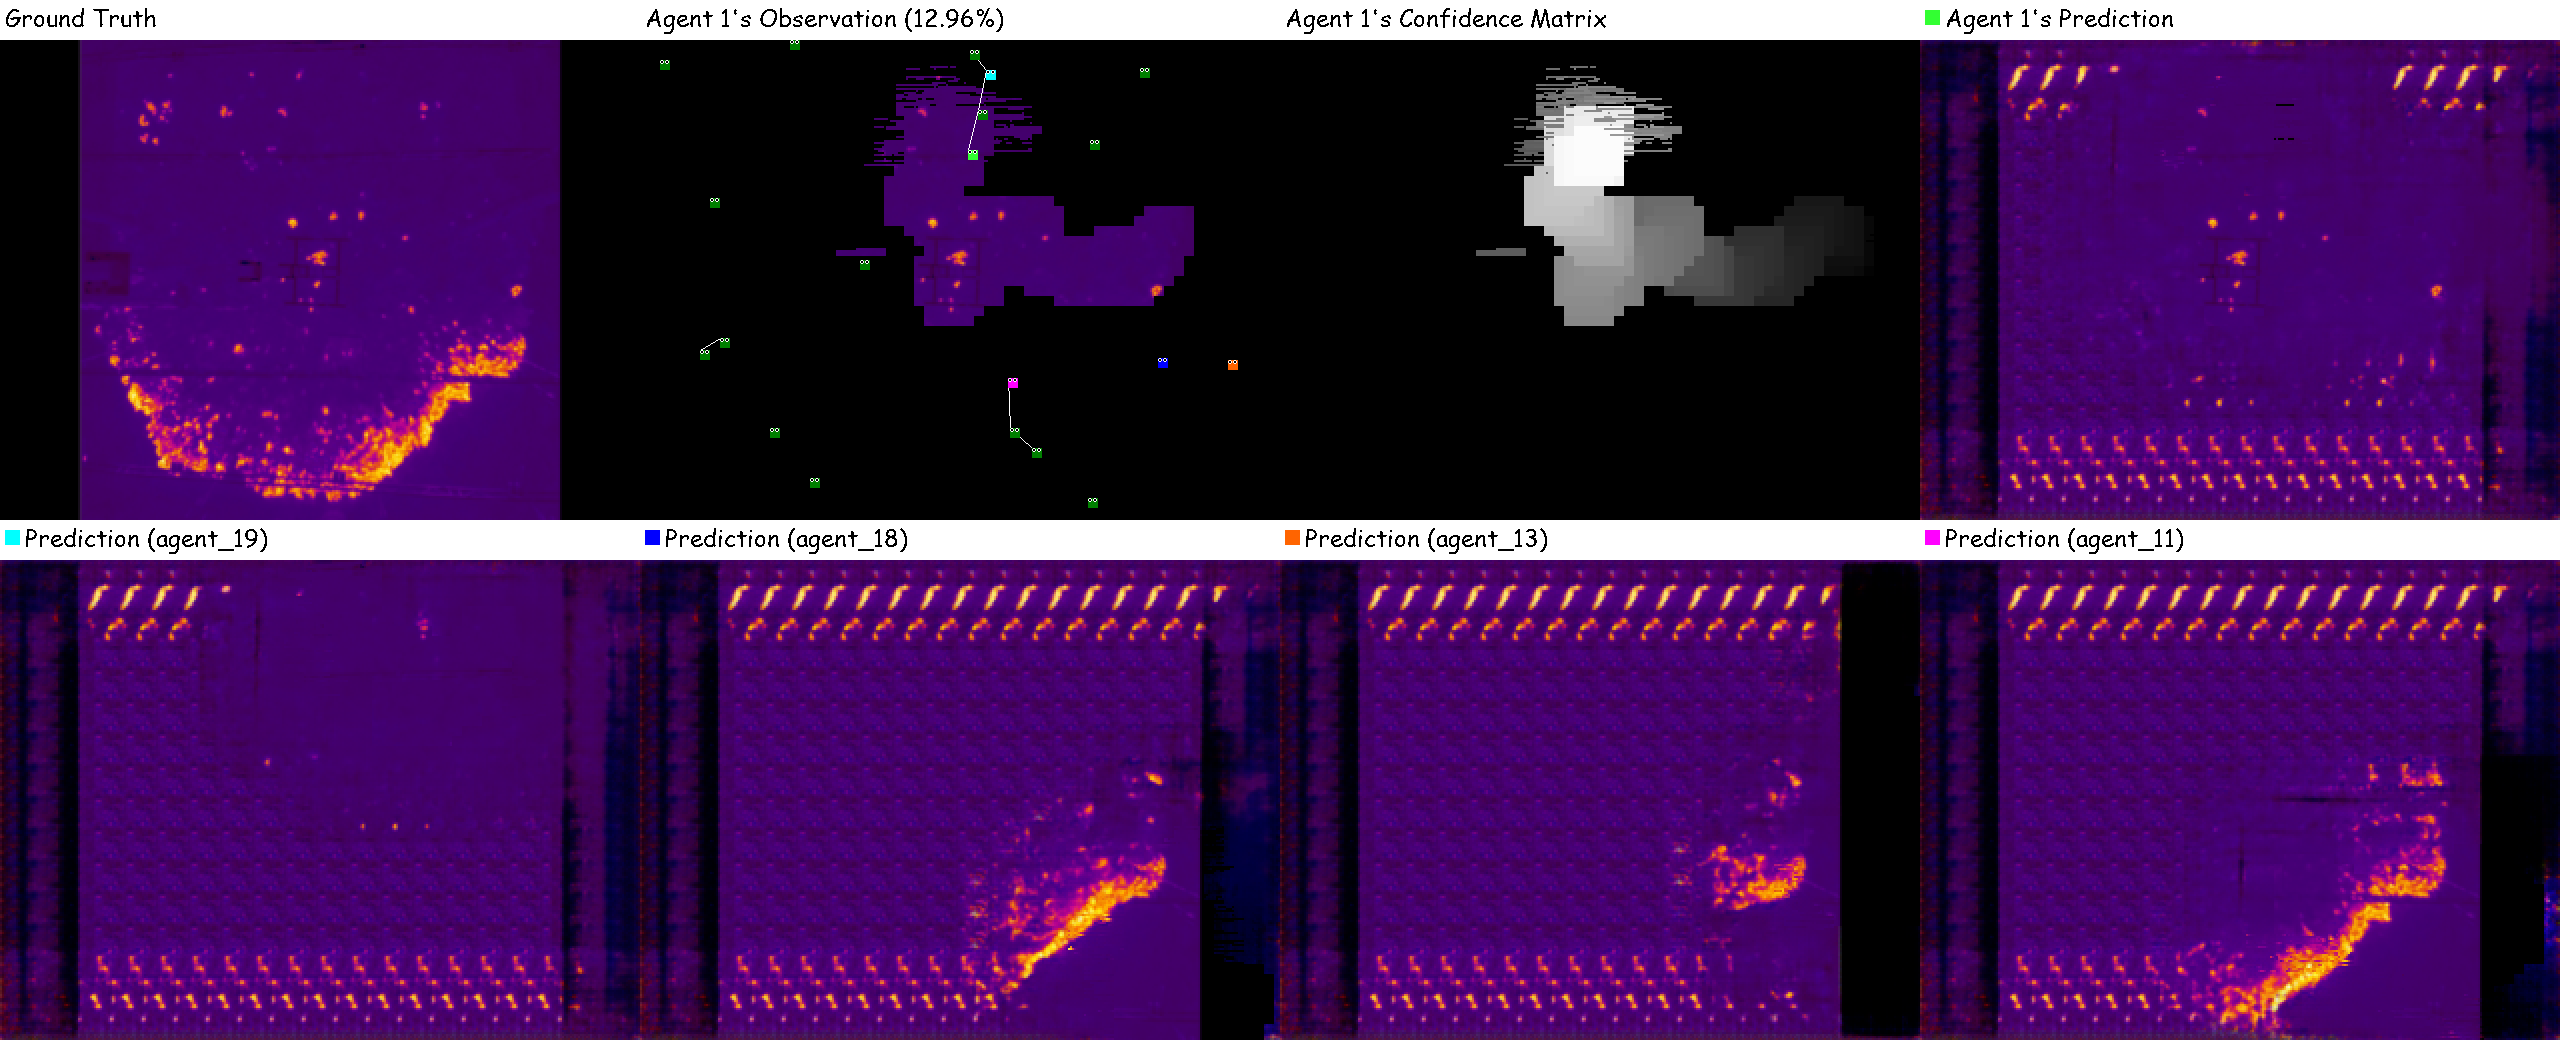 Ground Truth
Agent 1's Observation (12.96%)
Agent 1's Confidence Matrix
Agent 1's Prediction
Prediction (agent_19)
Prediction (agent_18)
Prediction (agent_13)
Prediction (agent_11)